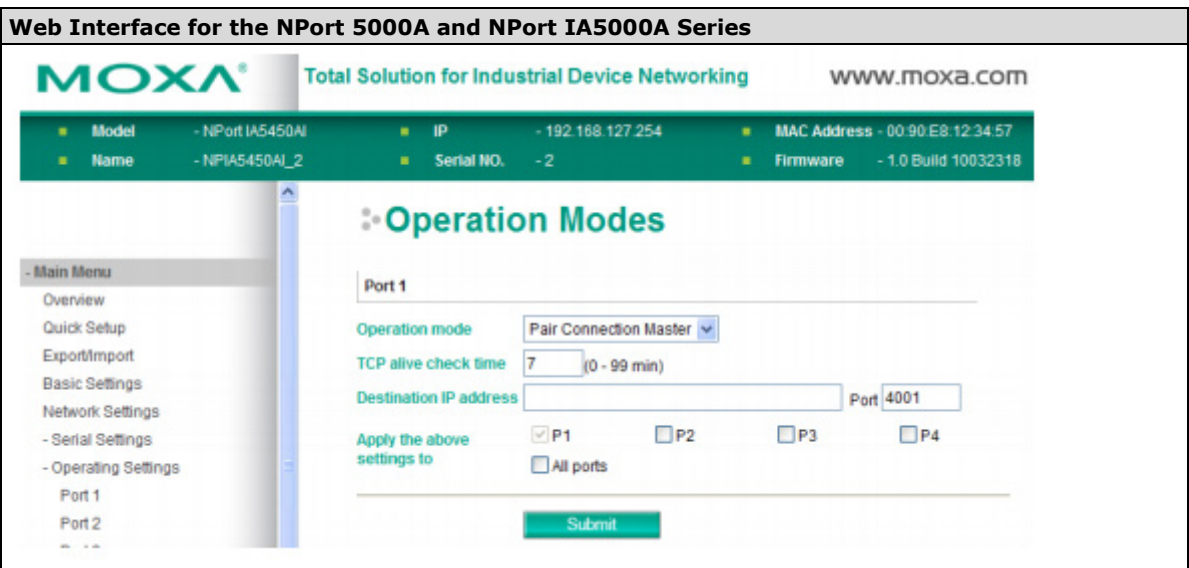 Web Interface for the NPort 5000A and NPort IA5000A Series
MOXA® Total Solution for Industrial Device Networking www.moxa.com
Model - NPort IA5450AI IP - 192.168.127.254 MAC Address - 00:90:E8:12:34:57
Name - NPIA5450AI_2 Serial NO. - 2 Firmware - 1.0 Build 10032318
- Main Menu
Overview
Quick Setup
Export/Import
Basic Settings
Network Settings
- Serial Settings
- Operating Settings
Port 1
Port 2
Operation Modes
Port 1
Operation mode Pair Connection Master
TCP alive check time 7 (0 - 99 min)
Destination IP address Port 4001
Apply the above settings to P1 P2 P3 P4
All ports
Submit